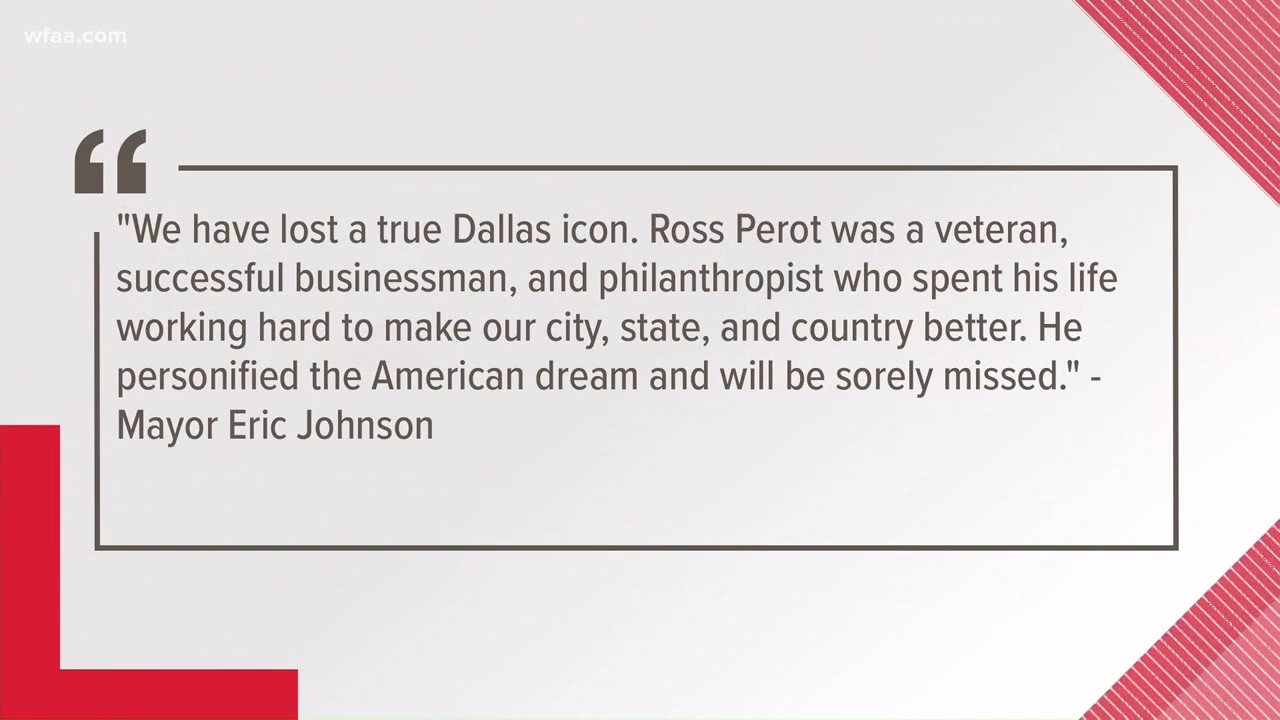 wfaa.com
“
"We have lost a true Dallas icon. Ross Perot was a veteran,
successful businessman, and philanthropist who spent his life
working hard to make our city, state, and country better. He
personified the American dream and will be sorely missed." -
Mayor Eric Johnson